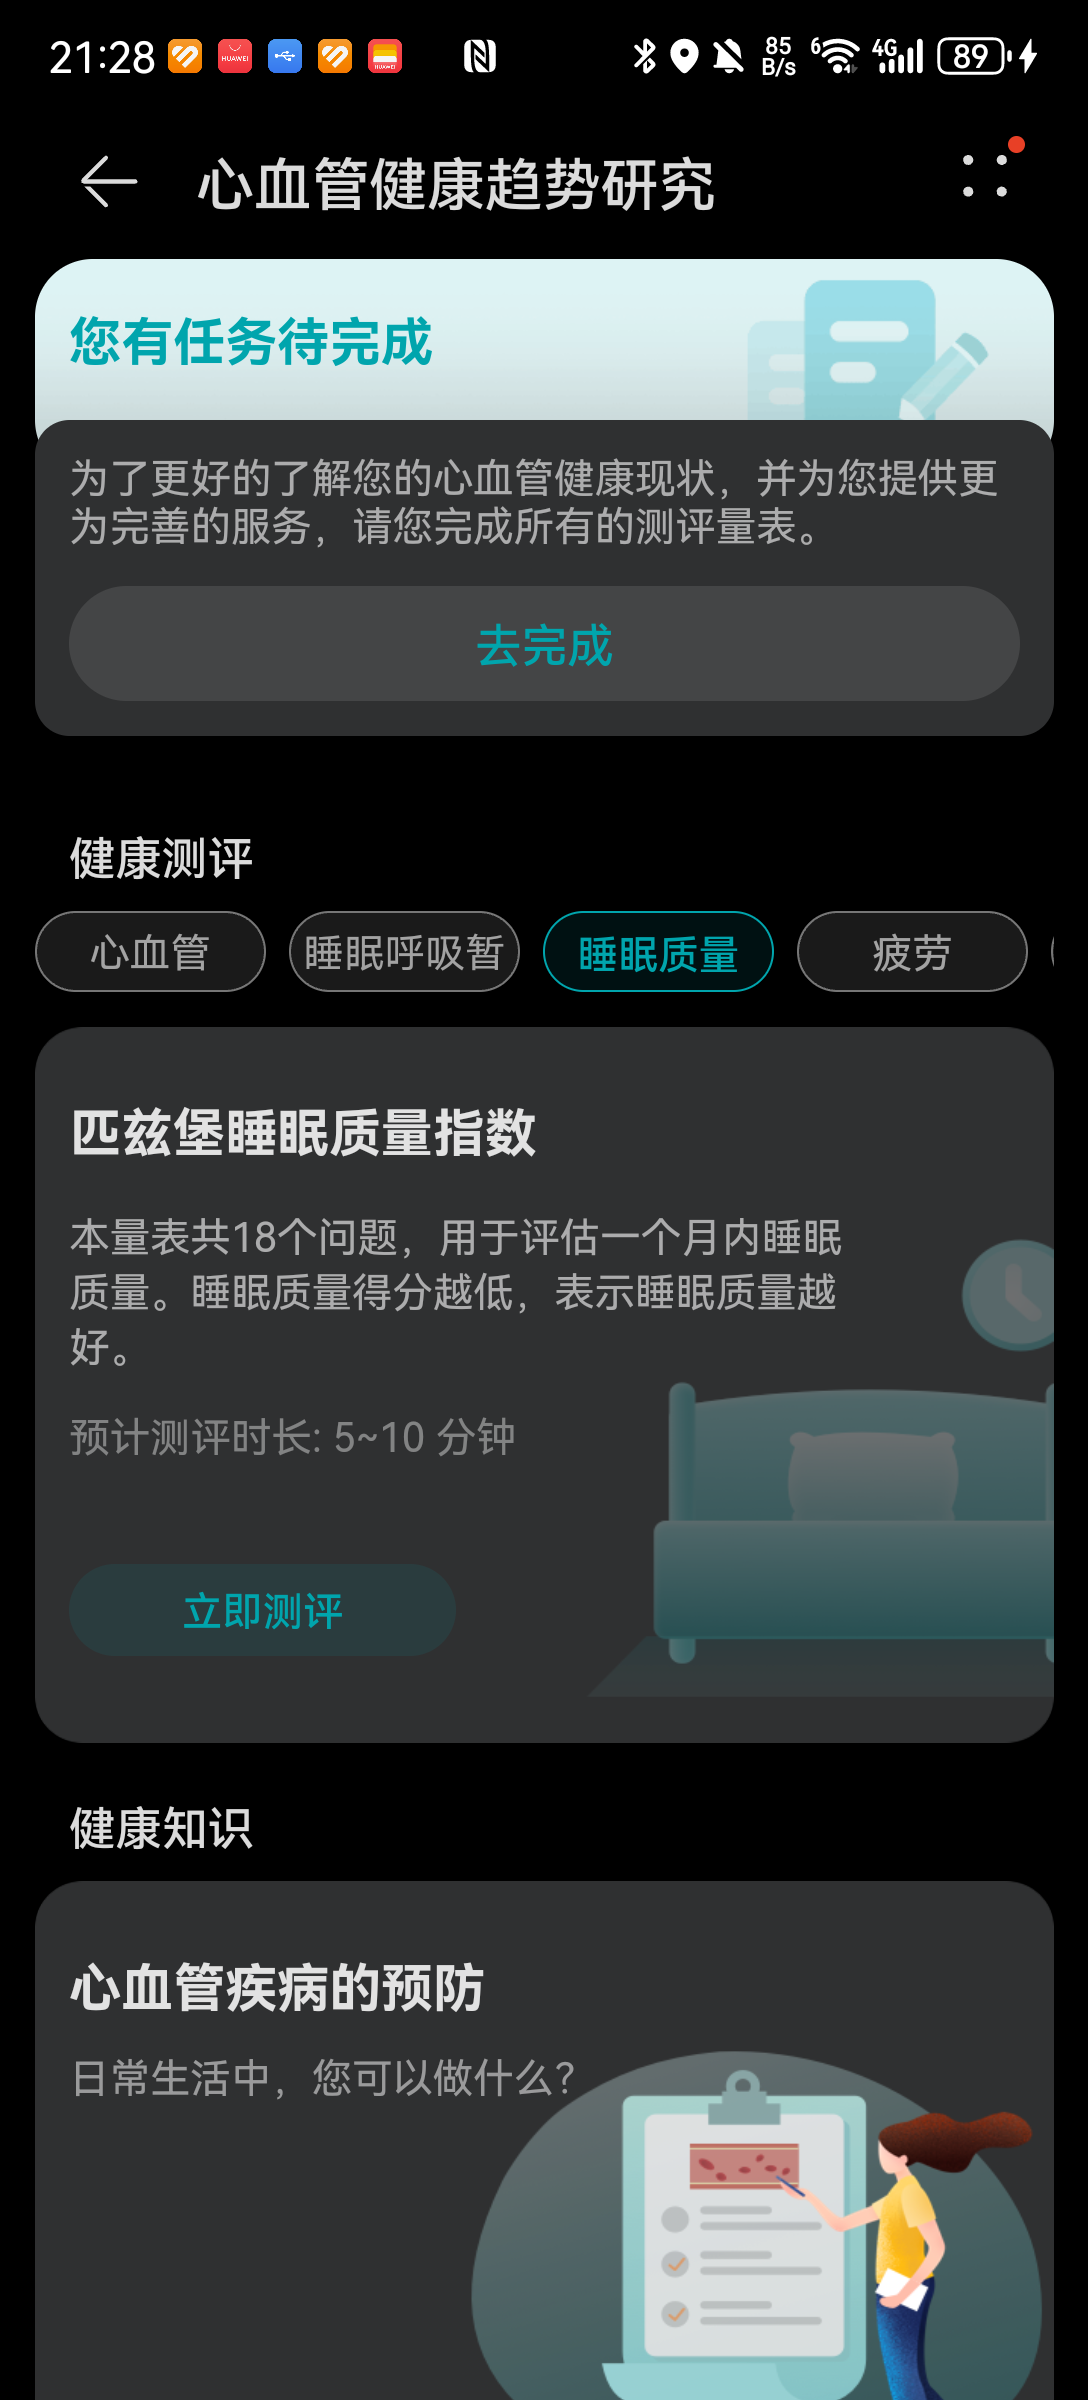 21:28
HUAWEI
HUAWEI
85 B/s
6
4G
89
心血管健康趋势研究
您有任务待完成
为了更好的了解您的心血管健康现状，并为您提供更
为完善的服务，请您完成所有的测评量表。
去完成
健康测评
心血管
睡眠呼吸暂
睡眠质量
疲劳
匹兹堡睡眠质量指数
本量表共18个问题，用于评估一个月内睡眠
质量。睡眠质量得分越低，表示睡眠质量越
好。
预计测评时长: 5~10 分钟
立即测评
健康知识
心血管疾病的预防
日常生活中，您可以做什么?